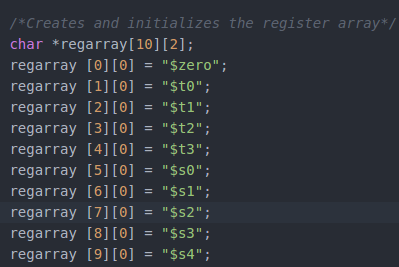 /*Creates and initializes the register array*/
char *regarray[10][2];
regarray [0][0] = "$zero";
regarray [1][0] = "$t0";
regarray [2][0] = "$t1";
regarray [3][0] = "$t2";
regarray [4][0] = "$t3";
regarray [5][0] = "$s0";
regarray [6][0] = "$s1";
regarray [7][0] = "$s2";
regarray [8][0] = "$s3";
regarray [9][0] = "$s4";